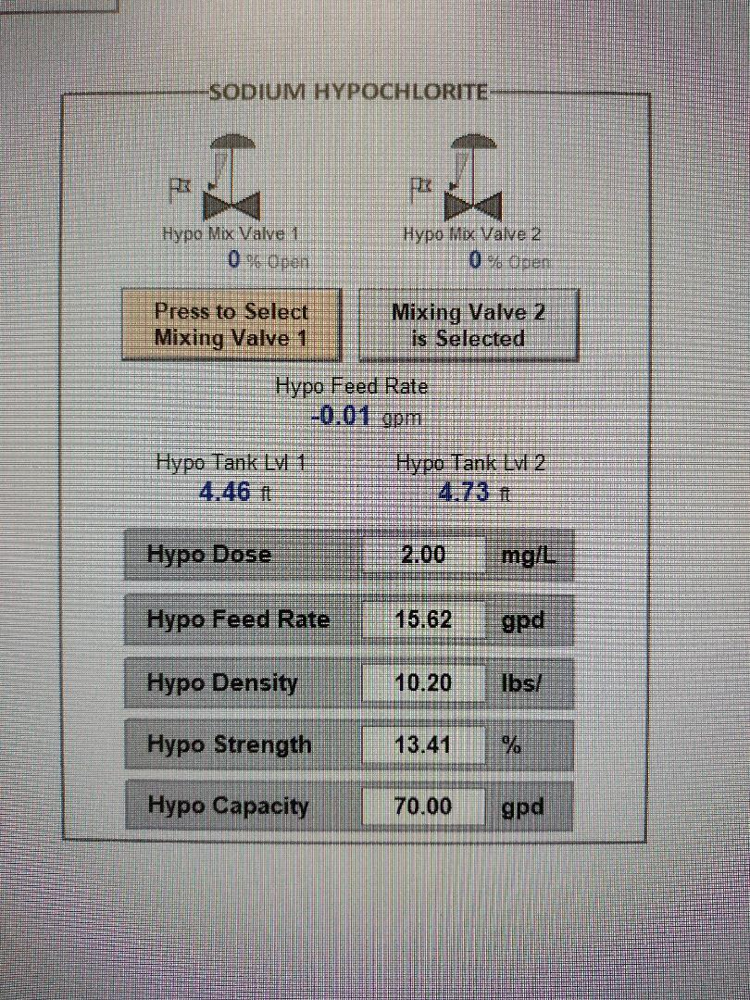 SODIUM HYPOCHLORITE
Hypo Mix Valve 1
0 % Open
Hypo Mix Valve 2
0 % Open
Press to Select
Mixing Valve 1
Mixing Valve 2
is Selected
Hypo Feed Rate
-0.01 gpm
Hypo Tank Lvl 1
4.46 ft
Hypo Tank Lvl 2
4.73 ft
Hypo Dose 2.00 mg/L
Hypo Feed Rate 15.62 gpd
Hypo Density 10.20 lbs/
Hypo Strength 13.41 %
Hypo Capacity 70.00 gpd